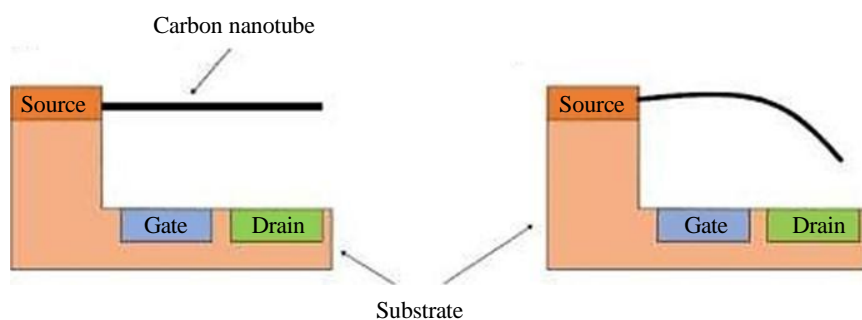 Carbon nanotube
Source
Source
Gate
Drain
Gate
Drain
Substrate